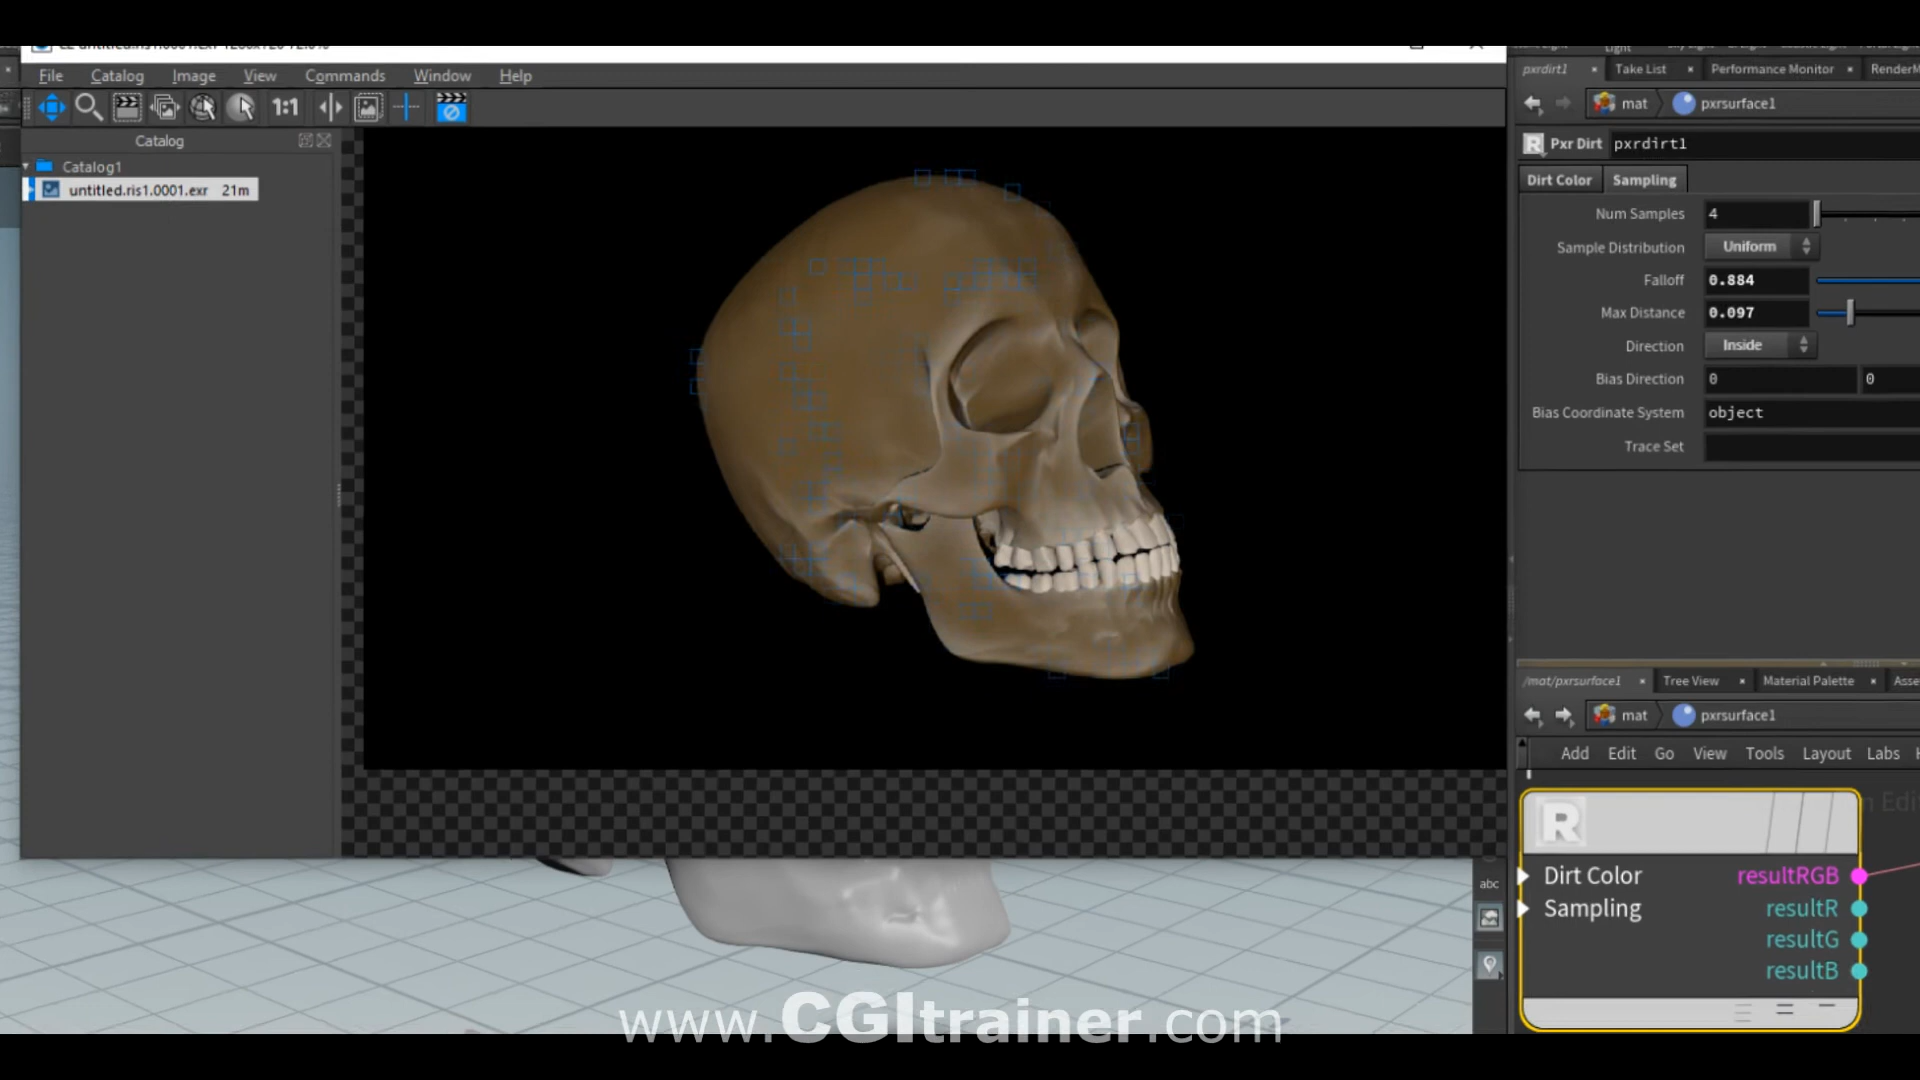 File Catalog Image View Commands Window Help
1:1
Catalog
Catalog1
untitled.ris1.0001.exr 21m
Light
pxrdirt1 × Take List × Performance Monitor × RenderM
mat pxrsurface1
R Pxr Dirt pxrdirt1
Dirt Color Sampling
Num Samples 4
Sample Distribution Uniform
Falloff 0.884
Max Distance 0.097
Direction Inside
Bias Direction 0 0
Bias Coordinate System object
Trace Set
/mat/pxrsurface1 × Tree View × Material Palette × Asse
mat pxrsurface1
Add Edit Go View Tools Layout Labs
R
Dirt Color resultRGB
Sampling resultR
resultG
resultB
abc
www.CGItrainer.com